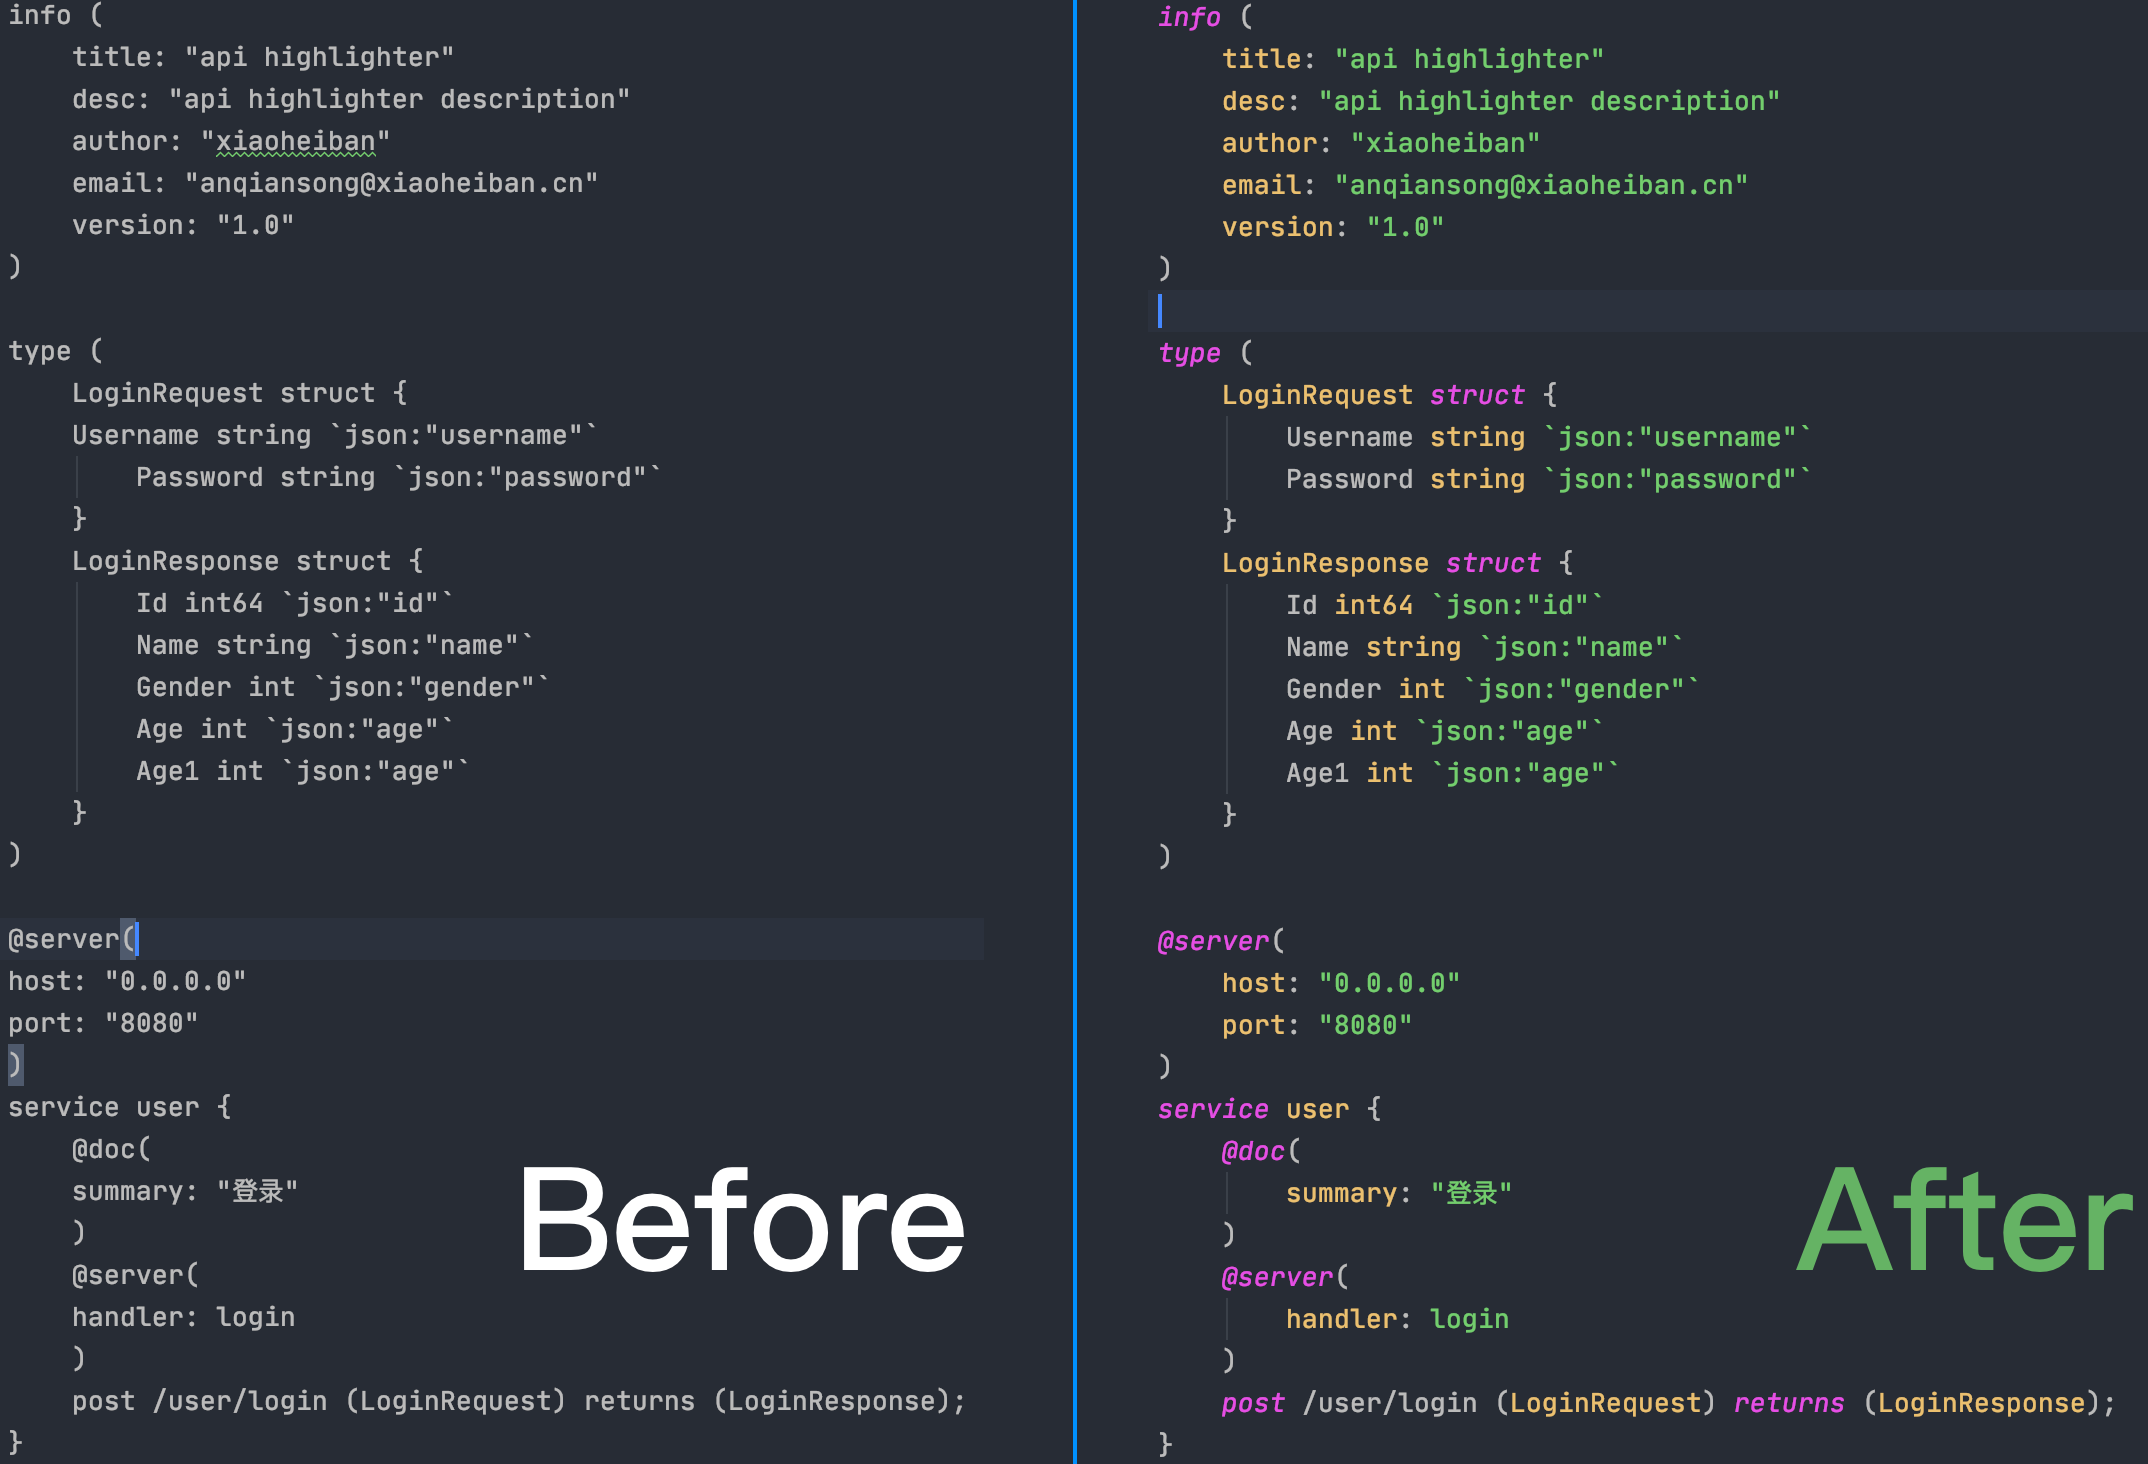 info (
    title: "api highlighter"
    desc: "api highlighter description"
    author: "xiaoheiban"
    email: "anqiansong@xiaoheiban.cn"
    version: "1.0"
)

type (
    LoginRequest struct {
    Username string `json:"username"`
        Password string `json:"password"`
    }
    LoginResponse struct {
        Id int64 `json:"id"`
        Name string `json:"name"`
        Gender int `json:"gender"`
        Age int `json:"age"`
        Age1 int `json:"age"`
    }
)

@server(
host: "0.0.0.0"
port: "8080"
)
service user {
    @doc(
    summary: "登录"
    )
    @server(
    handler: login
    )
    post /user/login (LoginRequest) returns (LoginResponse);
}
Before
info (
    title: "api highlighter"
    desc: "api highlighter description"
    author: "xiaoheiban"
    email: "anqiansong@xiaoheiban.cn"
    version: "1.0"
)

type (
    LoginRequest struct {
        Username string `json:"username"`
        Password string `json:"password"`
    }
    LoginResponse struct {
        Id int64 `json:"id"`
        Name string `json:"name"`
        Gender int `json:"gender"`
        Age int `json:"age"`
        Age1 int `json:"age"`
    }
)

@server(
    host: "0.0.0.0"
    port: "8080"
)
service user {
    @doc(
        summary: "登录"
    )
    @server(
        handler: login
    )
    post /user/login (LoginRequest) returns (LoginResponse);
}
After